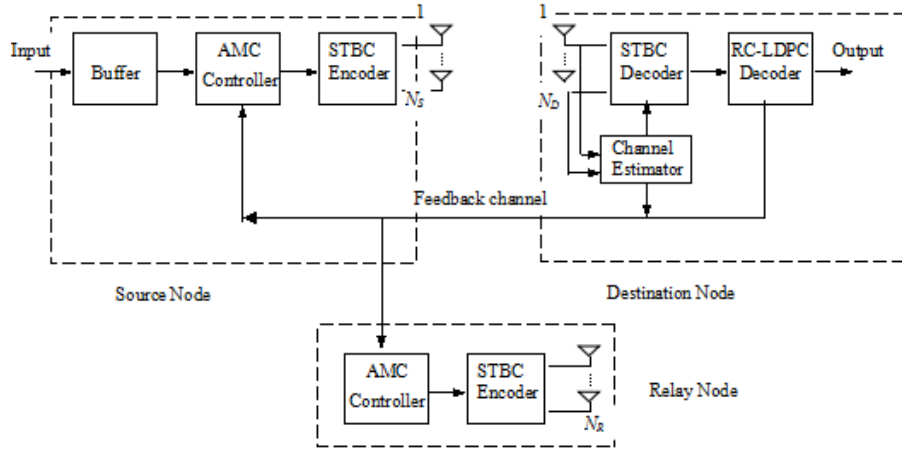 1
1
Input
Buffer
AMC
Controller
STBC
Encoder
N_S
N_D
STBC
Decoder
RC-LDPC
Decoder
Output
Channel
Estimator
Feedback channel
Source Node
Destination Node
AMC
Controller
STBC
Encoder
N_R
Relay Node